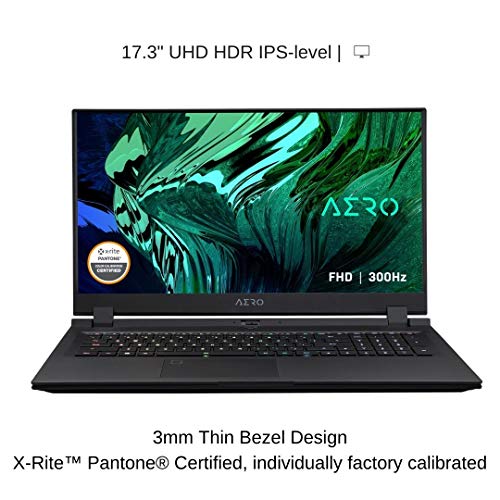 17.3" UHD HDR IPS-level |
AERO
x·rite
PANTONE®
CERTIFIED
FHD | 300Hz
AERO
3mm Thin Bezel Design
X-Rite™ Pantone® Certified, individually factory calibrated